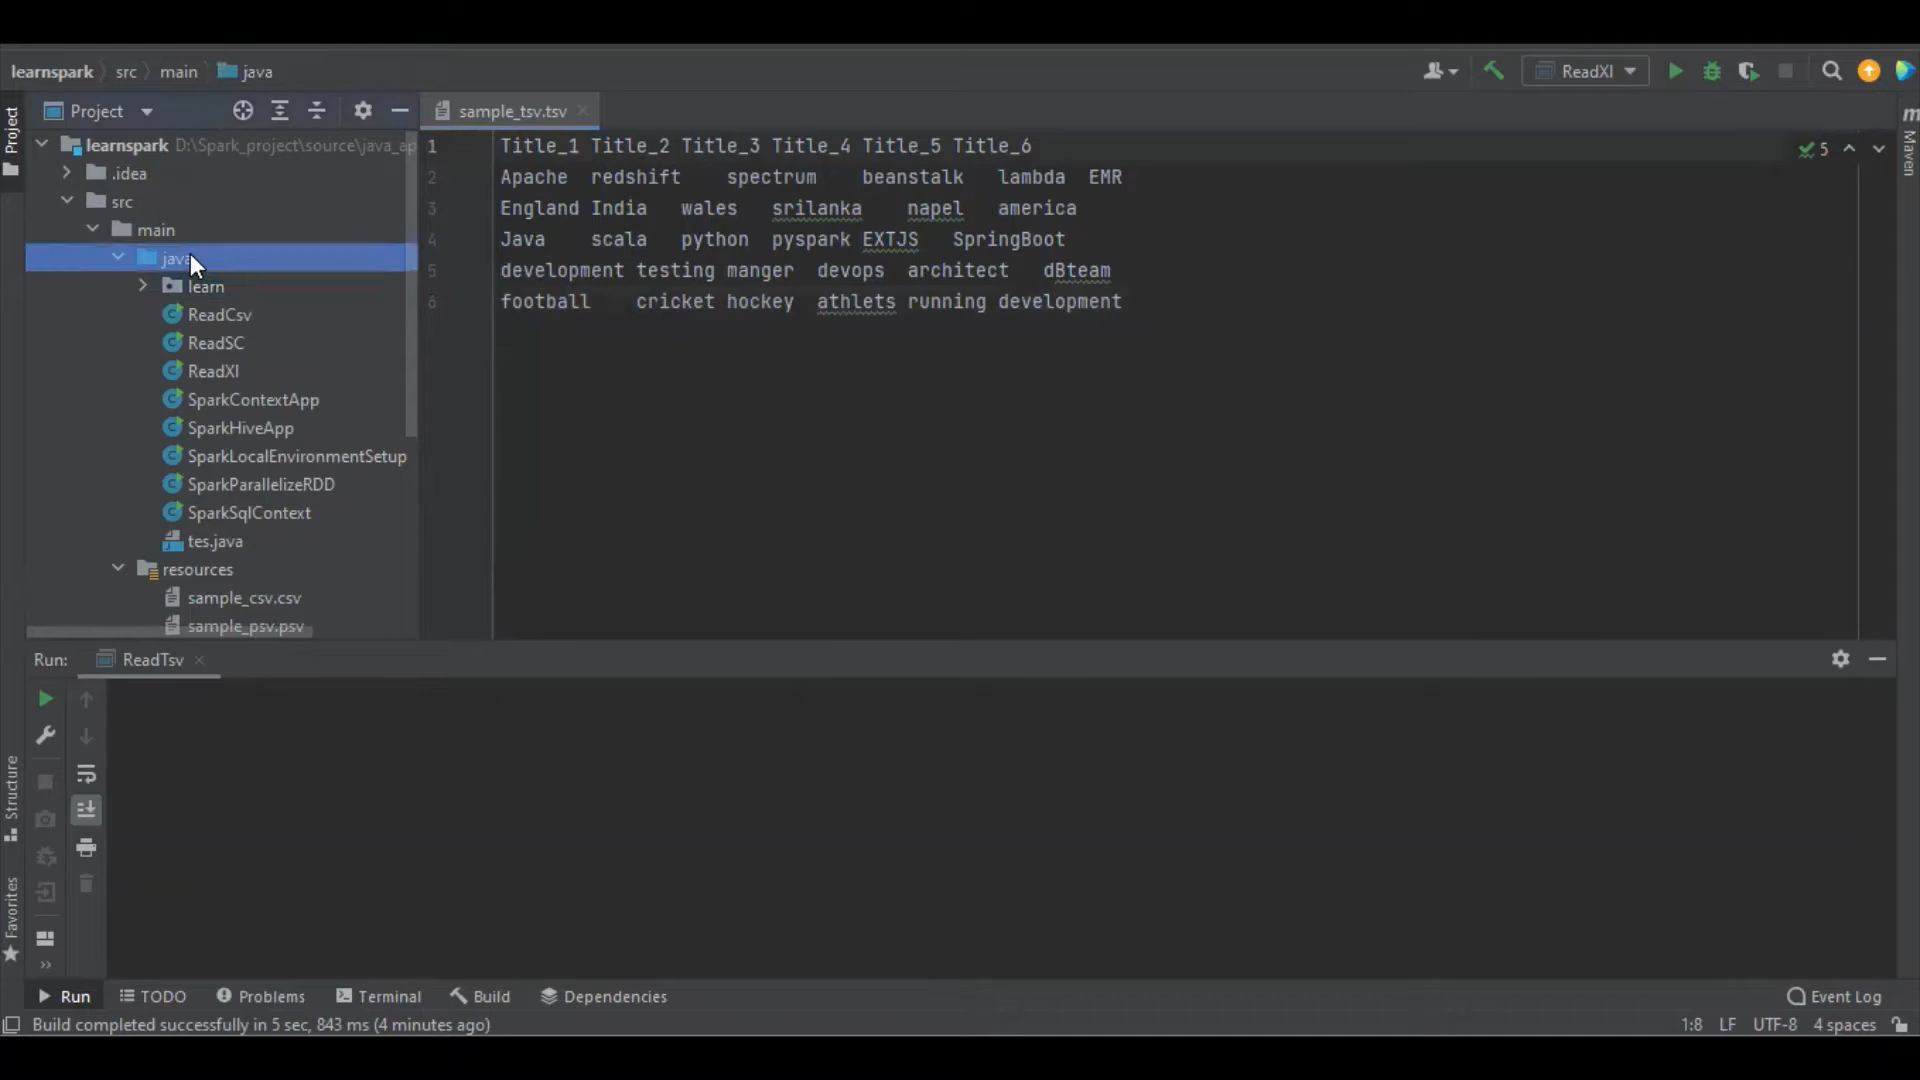 learnspark src main java
ReadXl
Project
sample_tsv.tsv
Project
learnspark D:\Spark_project\source\java_ap
.idea
src
main
java
learn
ReadCsv
ReadSC
ReadXl
SparkContextApp
SparkHiveApp
SparkLocalEnvironmentSetup
SparkParallelizeRDD
SparkSqlContext
tes.java
resources
sample_csv.csv
sample_psv.psv
1 Title_1 Title_2 Title_3 Title_4 Title_5 Title_6
2 Apache redshift spectrum beanstalk lambda EMR
3 England India wales srilanka napel america
4 Java scala python pyspark EXTJS SpringBoot
5 development testing manger devops architect dBteam
6 football cricket hockey athlets running development
5
m
Maven
Run: ReadTsv
Structure
Favorites
Run TODO Problems Terminal Build Dependencies Event Log
Build completed successfully in 5 sec, 843 ms (4 minutes ago) 1:8 LF UTF-8 4 spaces